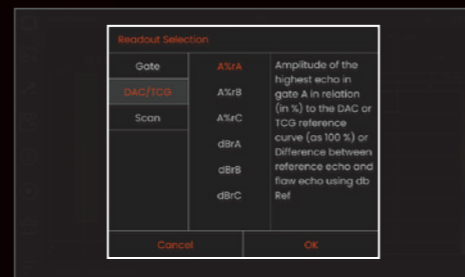 Readout Selection
Gate
DAC/TCG
Scan
A%rA
A%rB
A%rC
dBrA
dBrB
dBrC
Amplitude of the
highest echo in
gate A in relation
(in %) to the DAC or
TCG reference
curve (as 100 %) or
Difference between
reference echo and
flaw echo using db
Ref
Cancel
OK